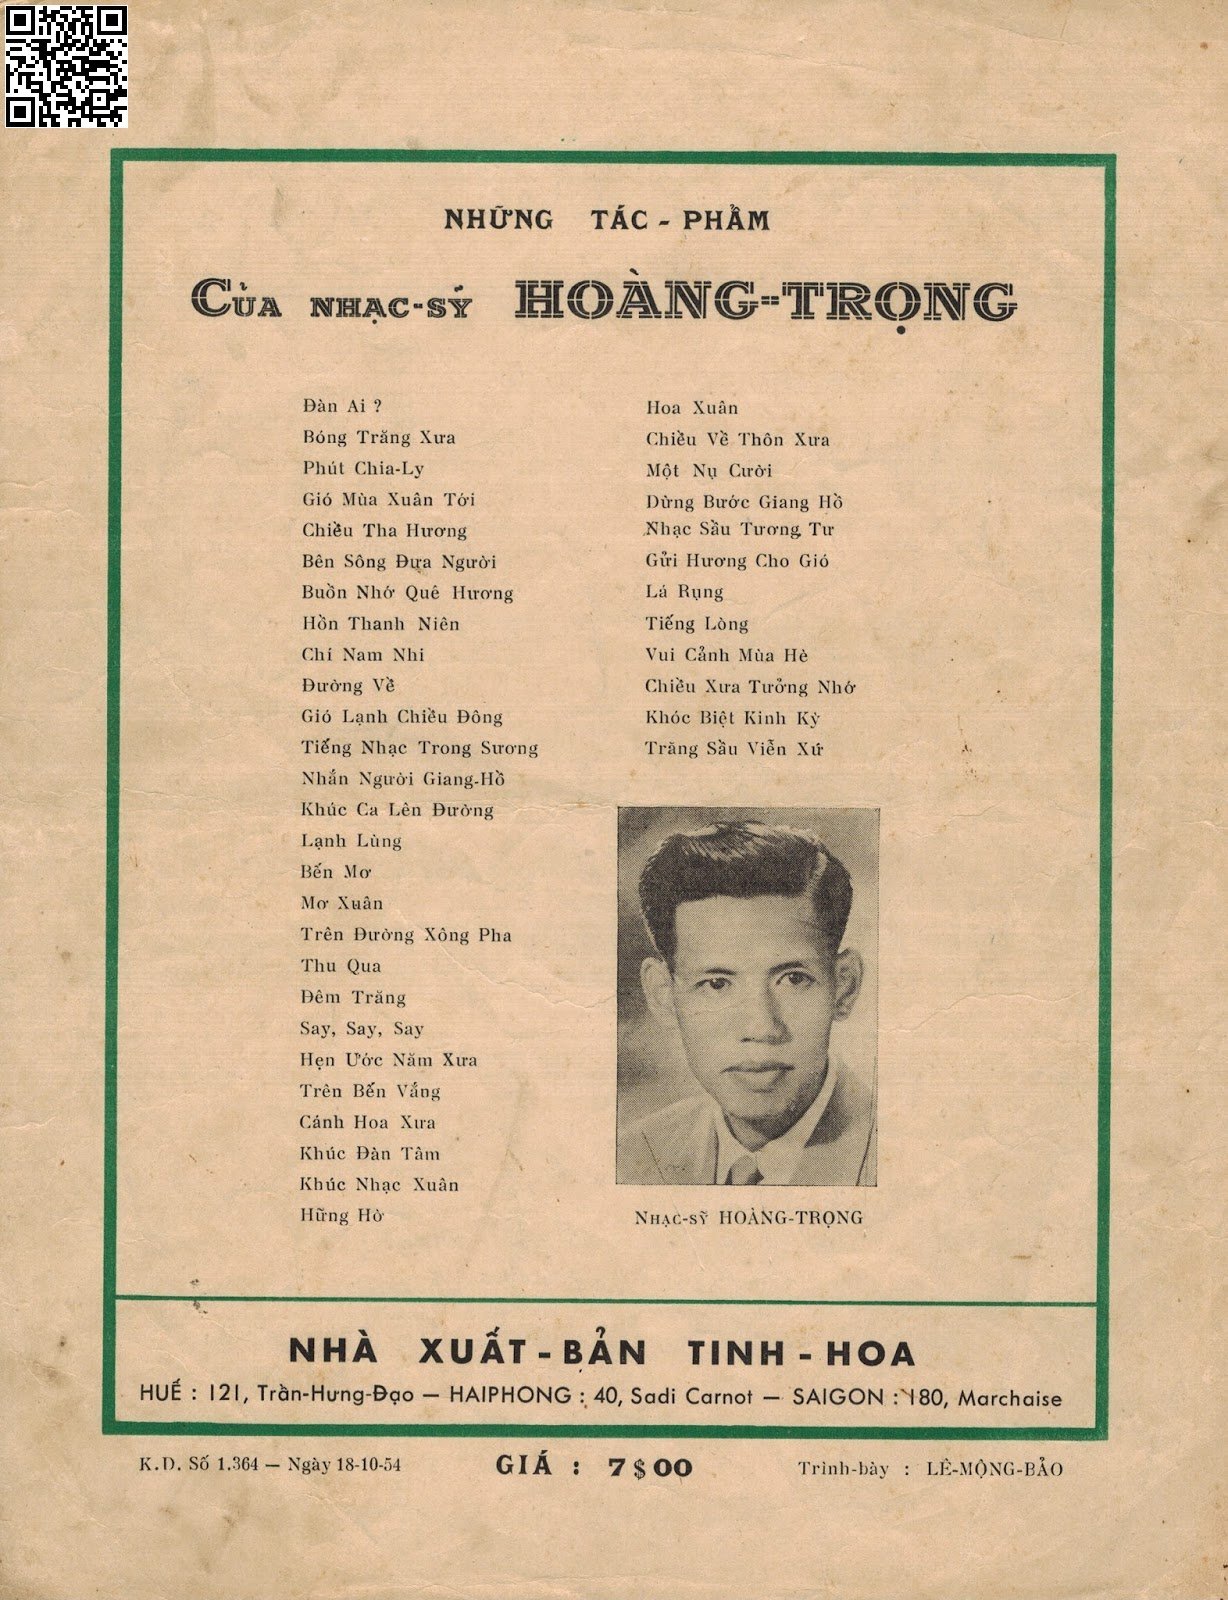 NHỮNG TÁC - PHẨM
CỦA NHẠC-SỸ HOÀNG-TRỌNG
Đàn Ai ?
Bóng Trăng Xưa
Phút Chia-Ly
Gió Mùa Xuân Tới
Chiều Tha Hương
Bên Sông Đưa Người
Buồn Nhớ Quê Hương
Hồn Thanh Niên
Chí Nam Nhi
Đường Về
Gió Lạnh Chiều Đông
Tiếng Nhạc Trong Sương
Nhắn Người Giang-Hồ
Khúc Ca Lên Đường
Lạnh Lùng
Bến Mơ
Mơ Xuân
Trên Đường Xông Pha
Thu Qua
Đêm Trăng
Say, Say, Say
Hẹn Ước Năm Xưa
Trên Bến Vắng
Cánh Hoa Xưa
Khúc Đàn Tâm
Khúc Nhạc Xuân
Hững Hờ
Hoa Xuân
Chiều Về Thôn Xưa
Một Nụ Cười
Dừng Bước Giang Hồ
Nhạc Sầu Tương Tư
Gửi Hương Cho Gió
Lá Rụng
Tiếng Lòng
Vui Cảnh Mùa Hè
Chiều Xưa Tưởng Nhớ
Khóc Biệt Kinh Kỳ
Trăng Sầu Viễn Xứ
NHẠC-SỸ HOÀNG-TRỌNG
NHÀ XUẤT-BẢN TINH-HOA
HUẾ : 121, Trần-Hưng-Đạo — HAIPHONG : 40, Sadi Carnot — SAIGON : 180, Marchaise
K.D. Số 1.364 — Ngày 18-10-54
GIÁ : 7$00
Trình-bày : LÊ-MỘNG-BẢO